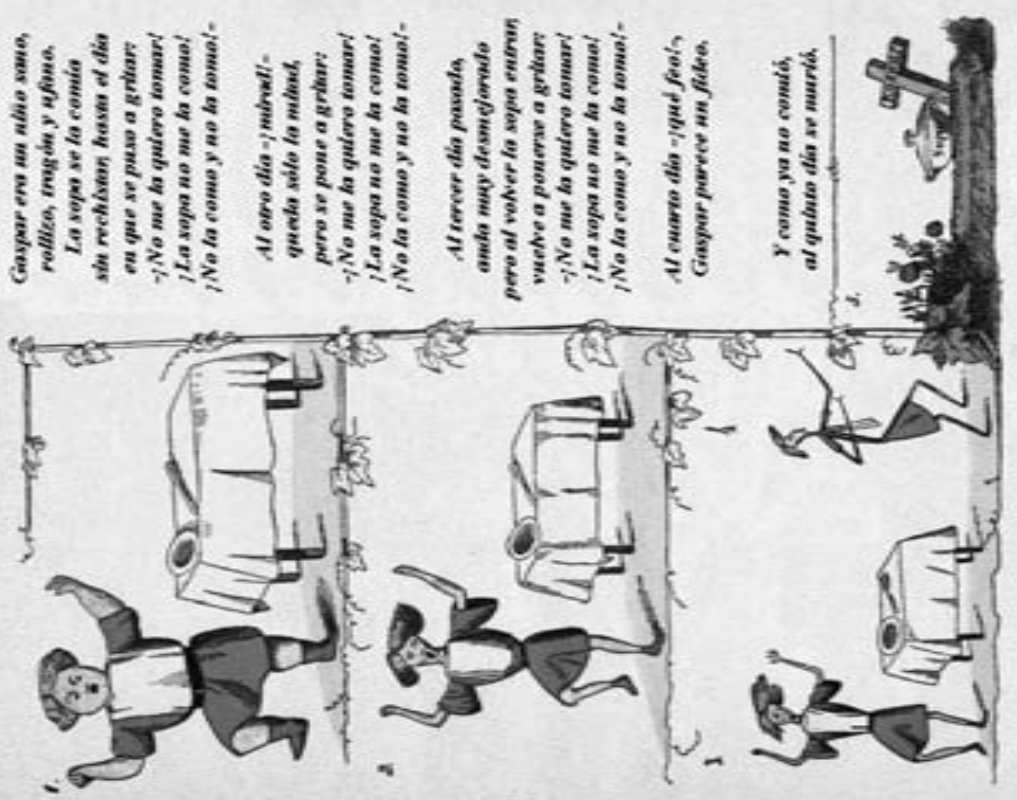 Gaspar era un niño sano,
rollizo, tragón y ufano.
La sopa se la comía
sin rechistar, hasta el día
en que se puso a gritar:
-¡No me la quiero tomar!
¡La sopa no me la como!
¡No la como y no la tomo!-
Al otro día -¡mirad!-
queda sólo la mitad,
pero se pone a gritar:
-¡No me la quiero tomar!
¡La sopa no me la como!
¡No la como y no la tomo!-
Al tercer día pasado,
anda muy desmejorado
pero al volver la sopa entrar,
vuelve a ponerse a gritar:
-¡No me la quiero tomar!
¡La sopa no me la como!
¡No la como y no la tomo!-
Al cuarto día -¡qué feo!-,
Gaspar parece un fideo.
Y como ya no comió,
al quinto día se murió.
1.
2.
3.
5.